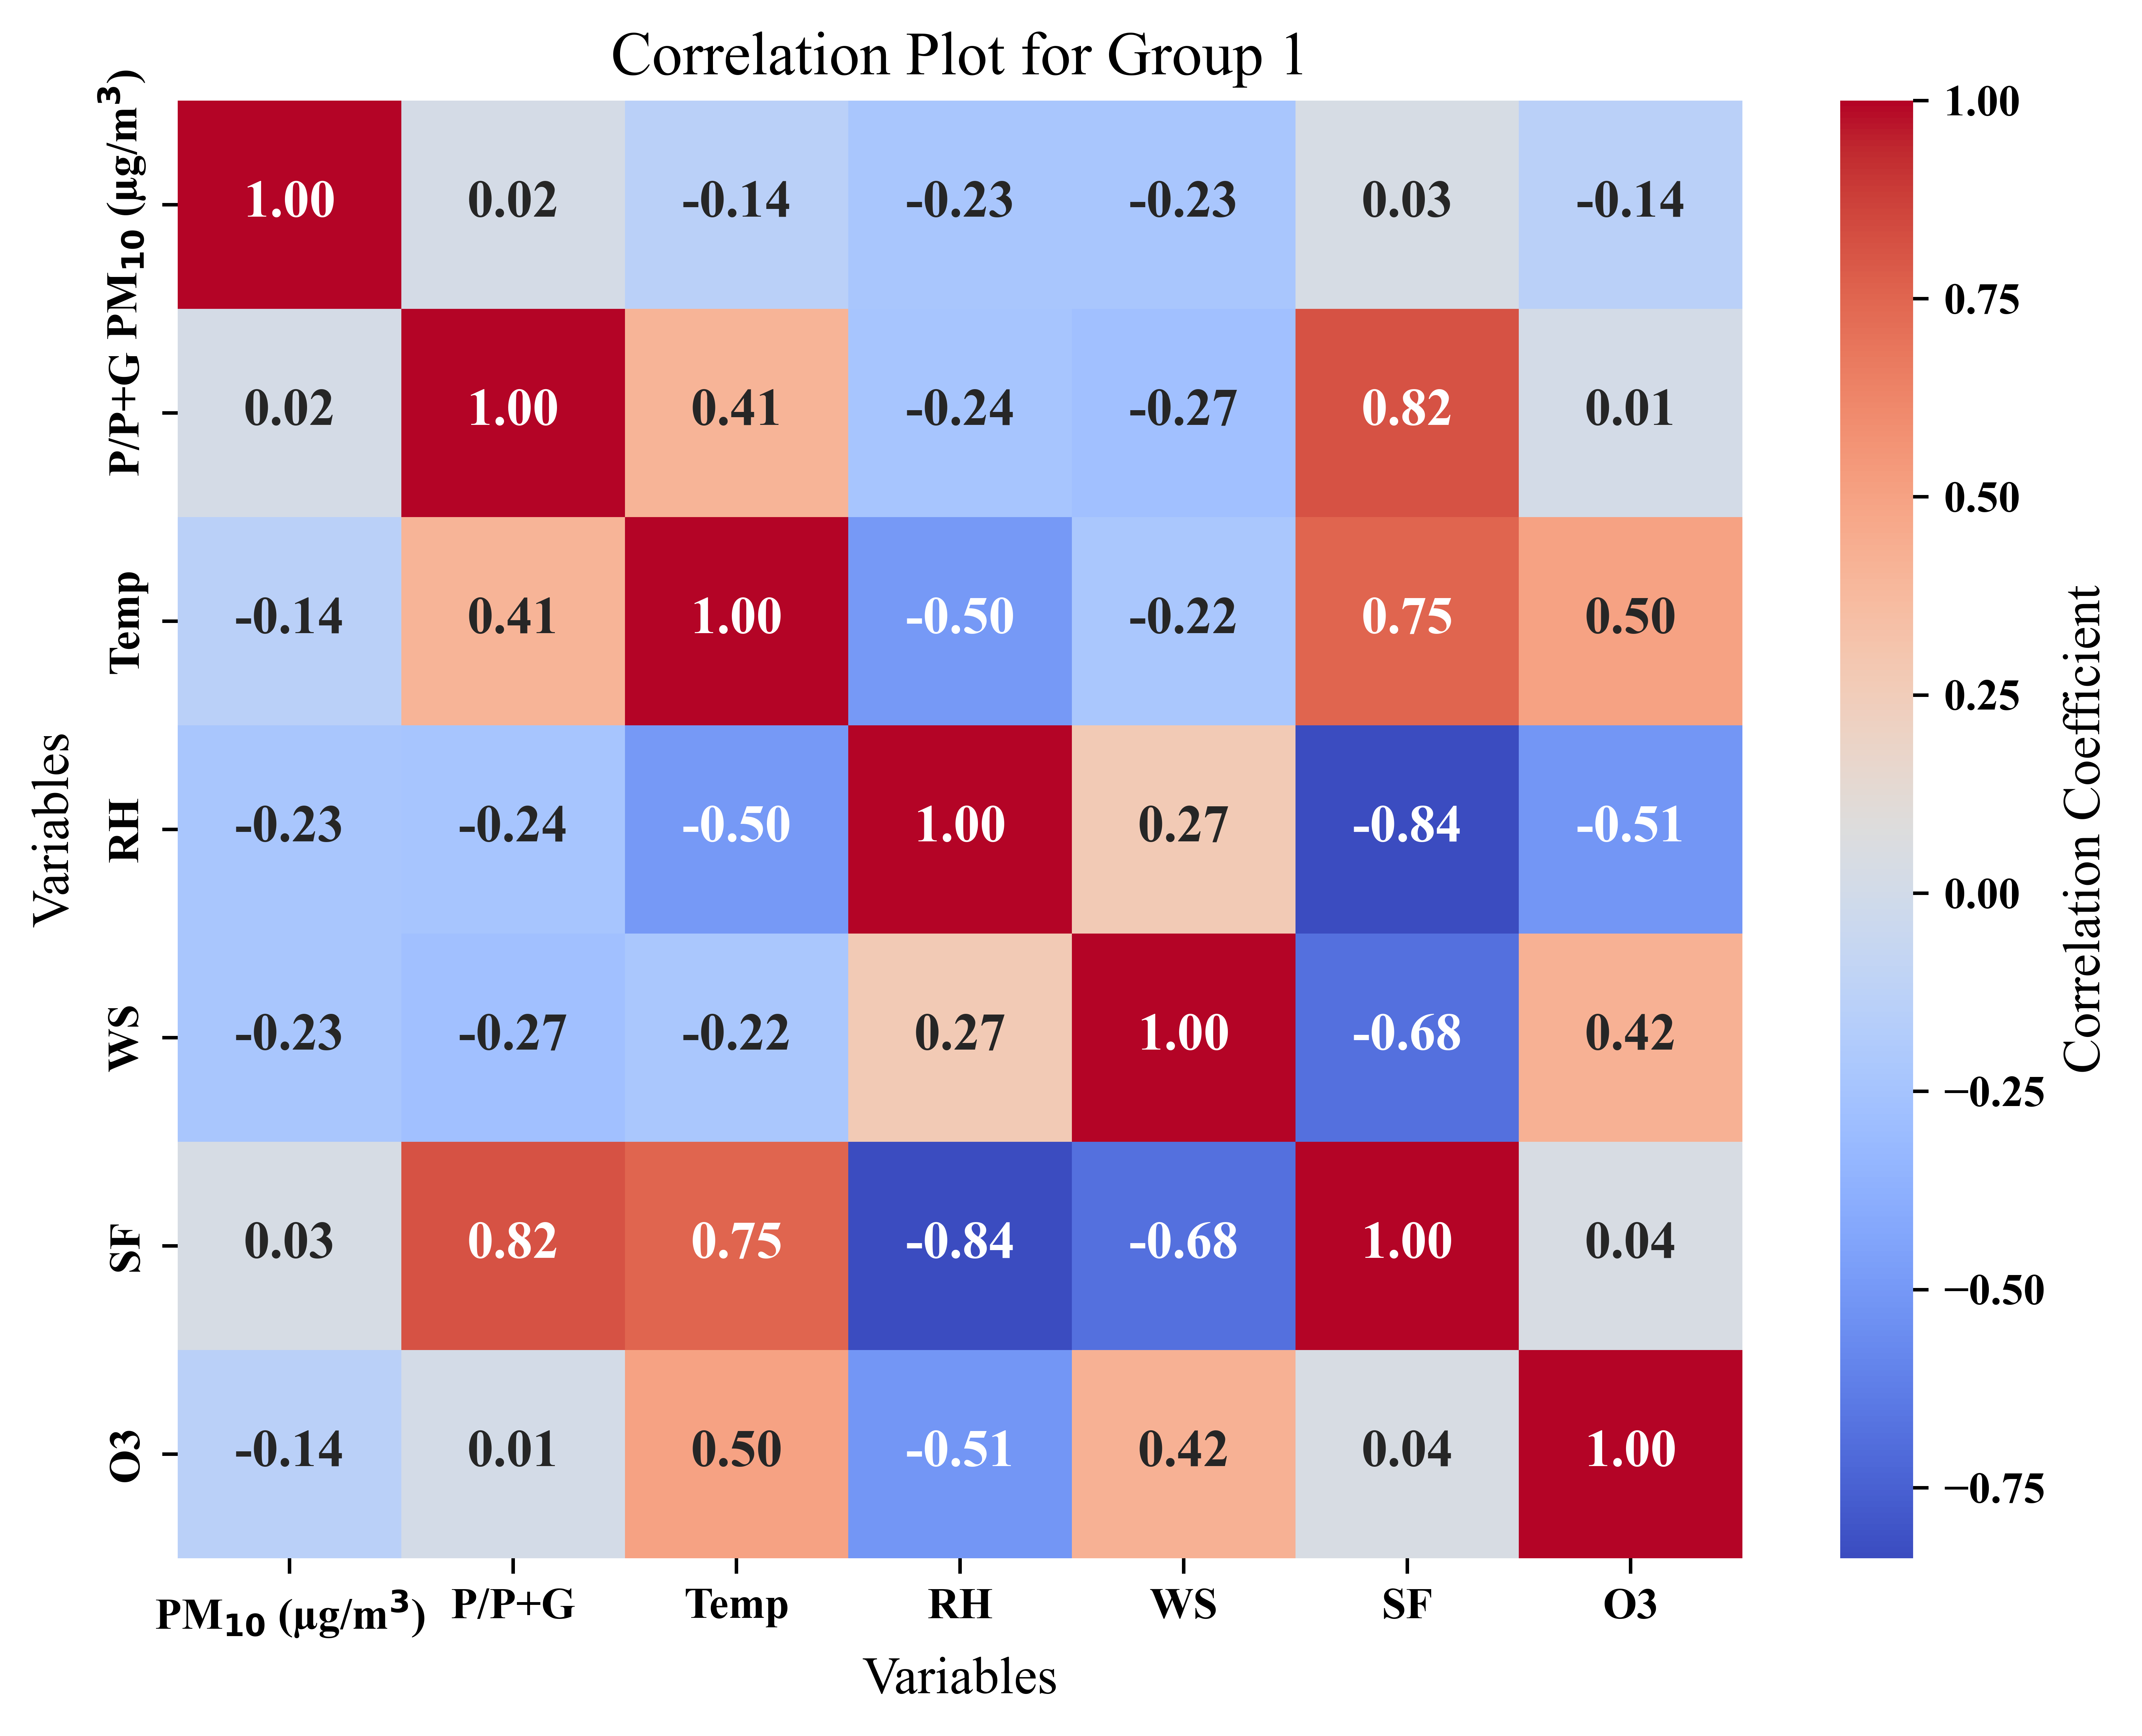 Correlation Plot for Group 1
Variables
PM₁₀ (μg/m³)
1.00 0.02 -0.14 -0.23 -0.23 0.03 -0.14
P/P+G
0.02 1.00 0.41 -0.24 -0.27 0.82 0.01
Temp
-0.14 0.41 1.00 -0.50 -0.22 0.75 0.50
RH
-0.23 -0.24 -0.50 1.00 0.27 -0.84 -0.51
WS
-0.23 -0.27 -0.22 0.27 1.00 -0.68 0.42
SF
0.03 0.82 0.75 -0.84 -0.68 1.00 0.04
O3
-0.14 0.01 0.50 -0.51 0.42 0.04 1.00
PM₁₀ (μg/m³) P/P+G Temp RH WS SF O3
Variables
1.00
0.75
0.50
0.25
0.00
−0.25
−0.50
−0.75
Correlation Coefficient